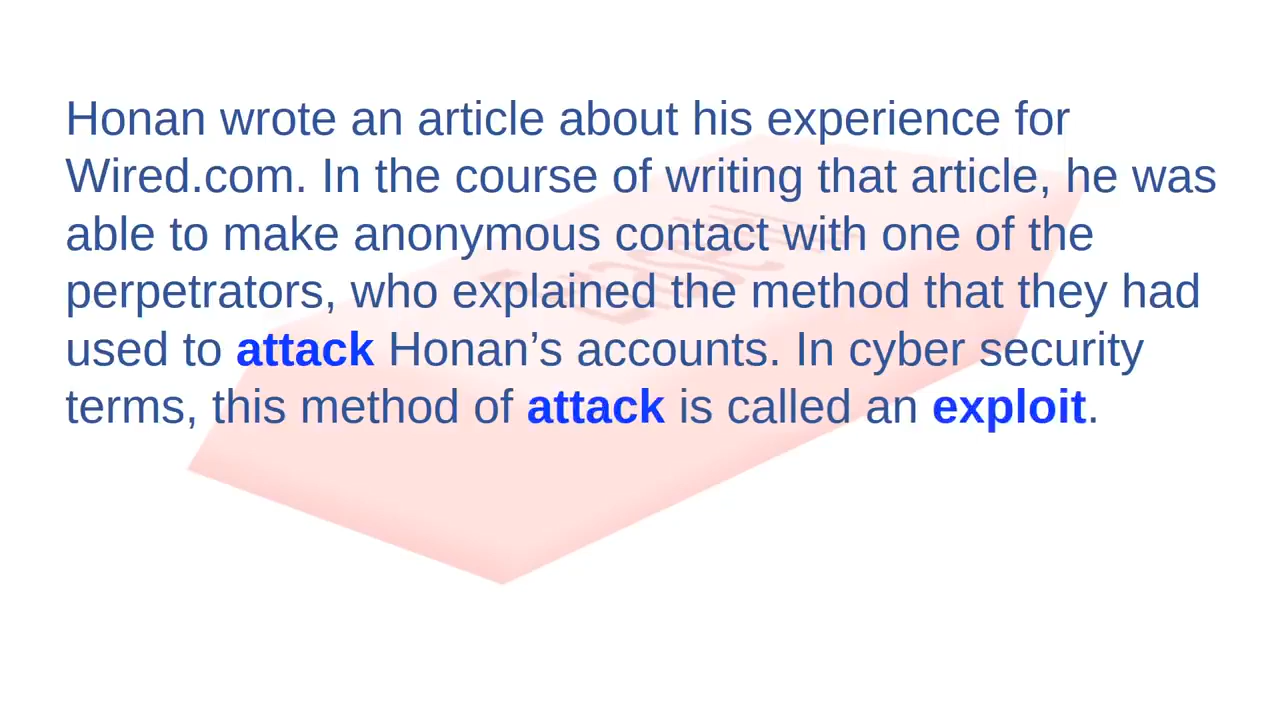 Honan wrote an article about his experience for
Wired.com. In the course of writing that article, he was
able to make anonymous contact with one of the
perpetrators, who explained the method that they had
used to attack Honan’s accounts. In cyber security
terms, this method of attack is called an exploit.